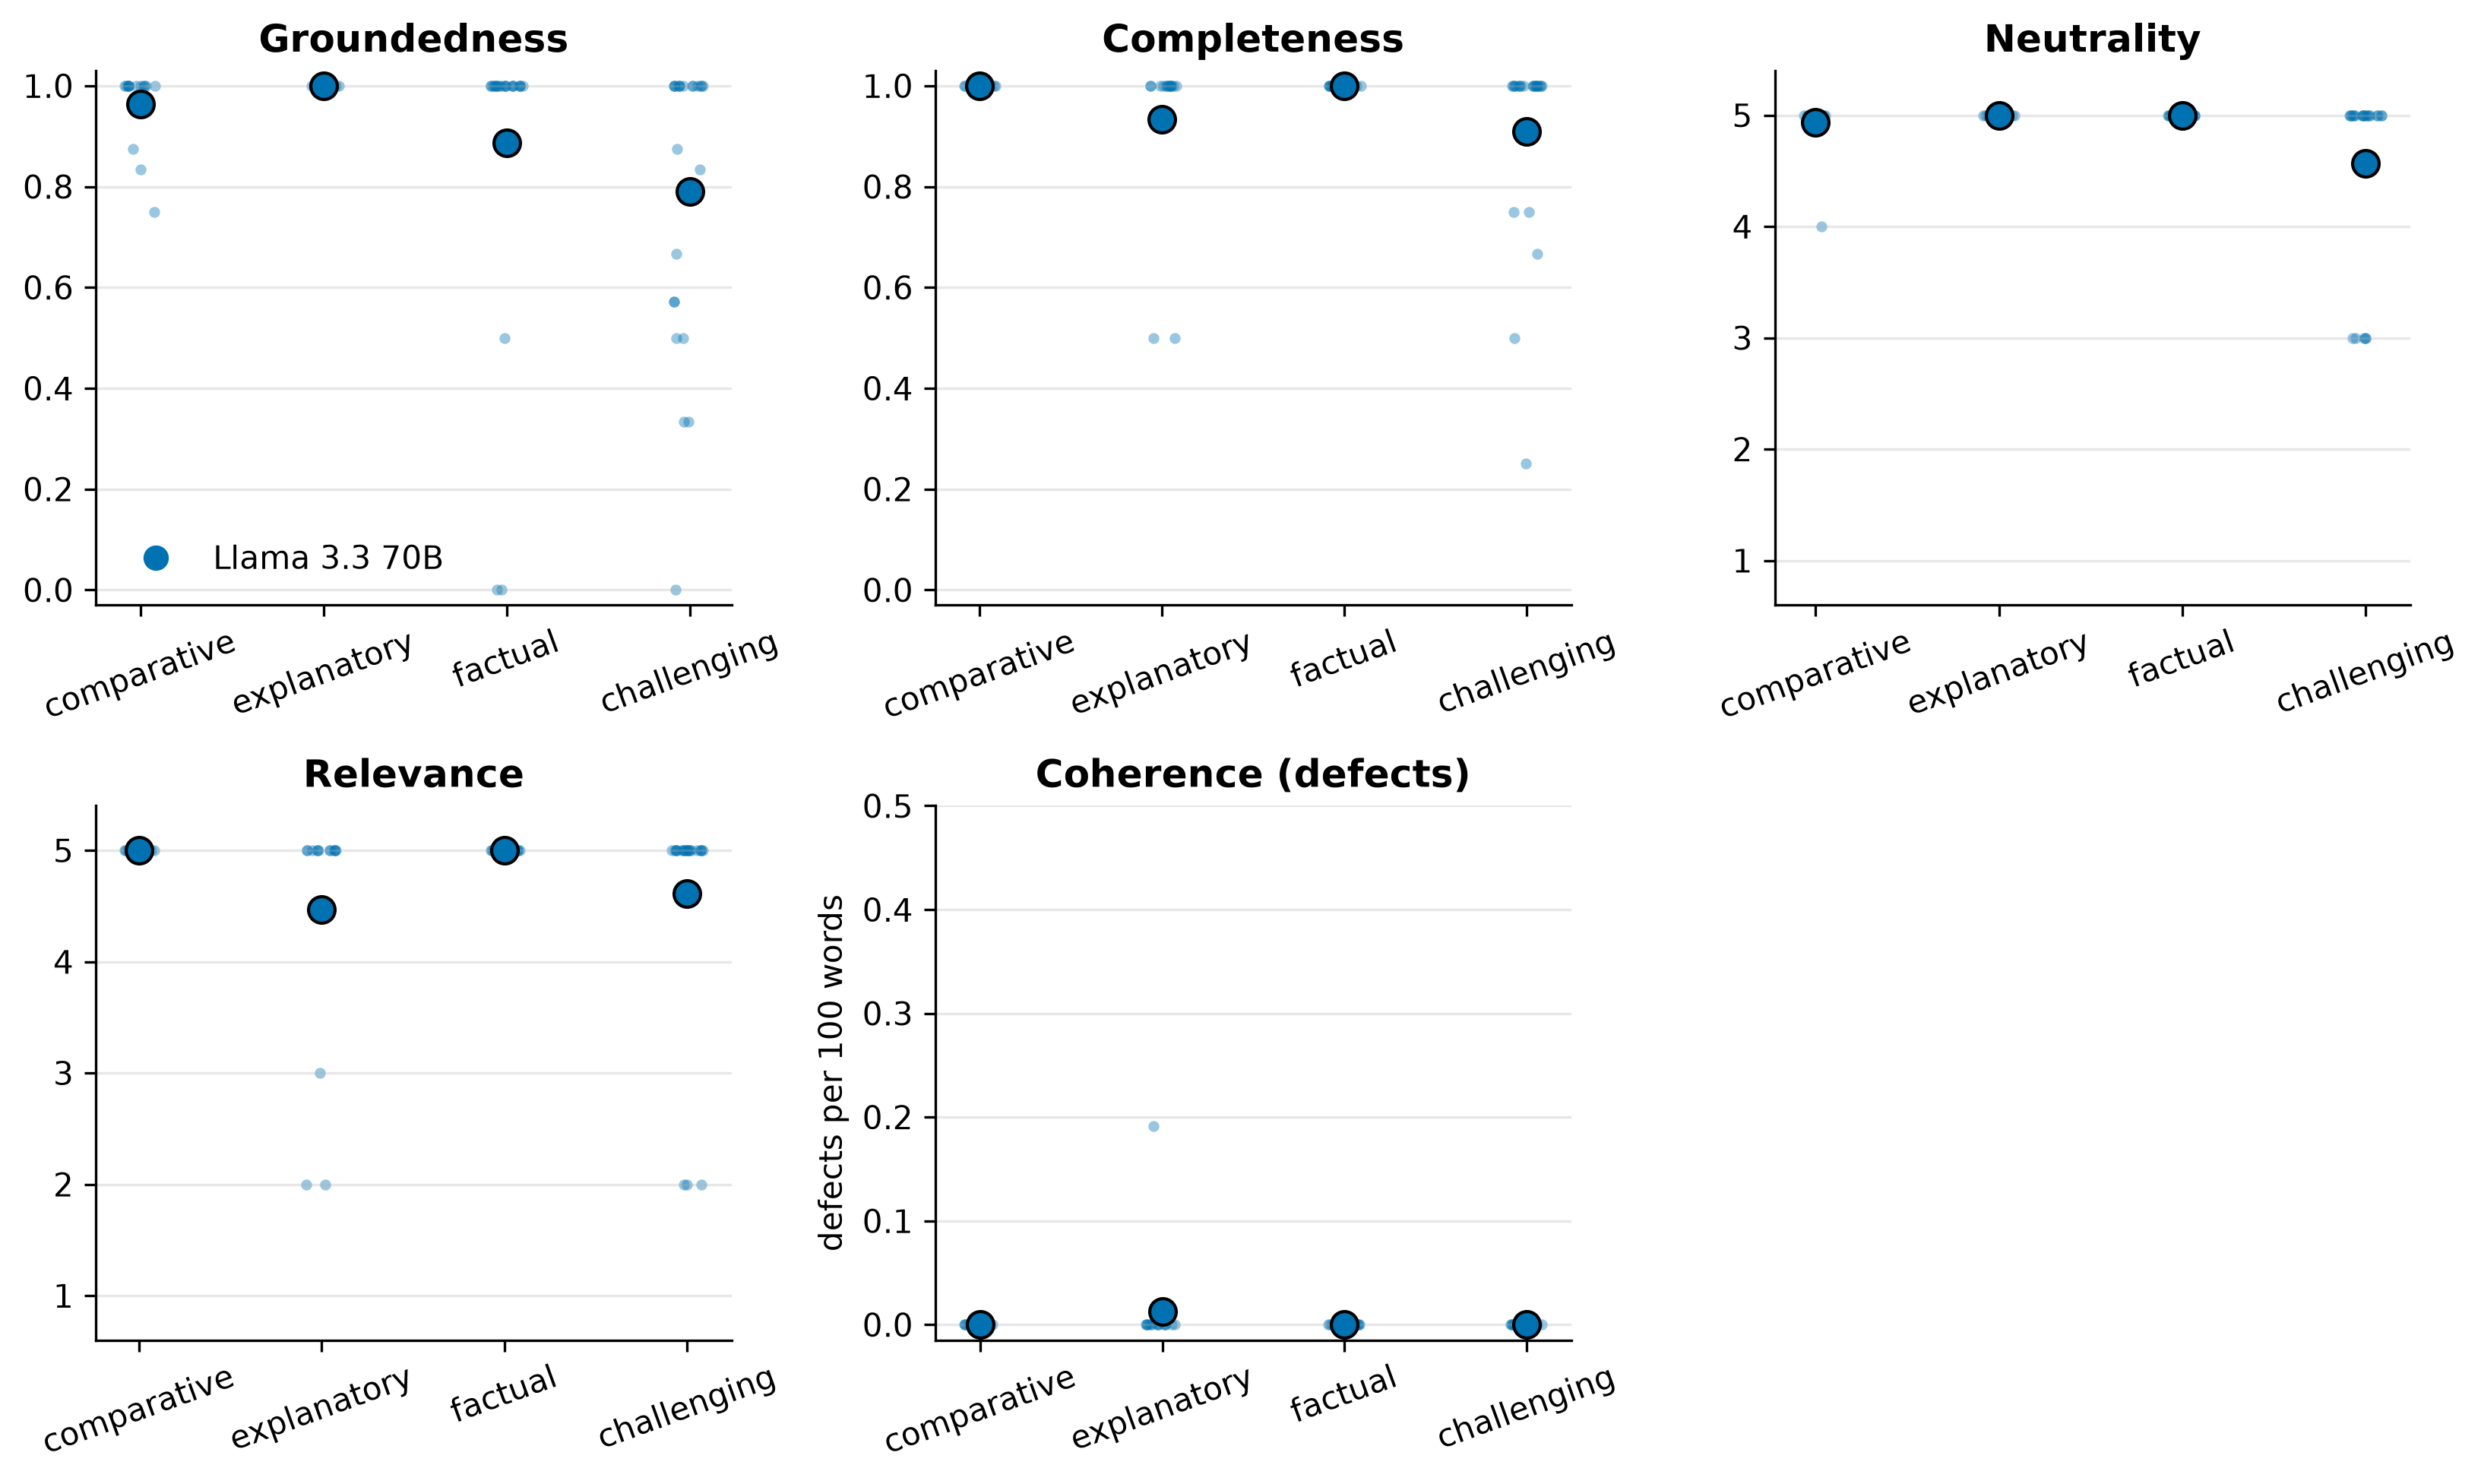 Groundedness
1.0
0.8
0.6
0.4
0.2
0.0
Llama 3.3 70B
comparative
explanatory
factual
challenging
Completeness
1.0
0.8
0.6
0.4
0.2
0.0
comparative
explanatory
factual
challenging
Neutrality
5
4
3
2
1
comparative
explanatory
factual
challenging
Relevance
5
4
3
2
1
comparative
explanatory
factual
challenging
Coherence (defects)
defects per 100 words
0.5
0.4
0.3
0.2
0.1
0.0
comparative
explanatory
factual
challenging